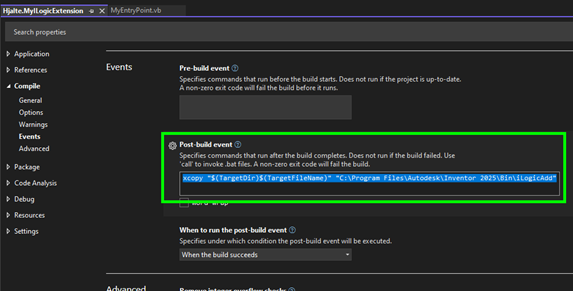 Hjalte.MyILogicExtension
MyEntryPoint.vb
Search properties
Application
References
Compile
General
Options
Warnings
Events
Advanced
Package
Code Analysis
Debug
Resources
Settings
Events
Pre-build event
Specifies commands that run before the build starts. Does not run if the project is up-to-date.
A non-zero exit code will fail the build before it runs.
Post-build event
Specifies commands that run after the build completes. Does not run if the build failed. Use
'call' to invoke .bat files. A non-zero exit code will fail the build.
xcopy "$(TargetDir)$(TargetFileName)" "C:\Program Files\Autodesk\Inventor 2025\Bin\iLogicAdd"
When to run the post-build event
Specifies under which condition the post-build event will be executed.
When the build succeeds
Advanced
Remove integer overflow checks